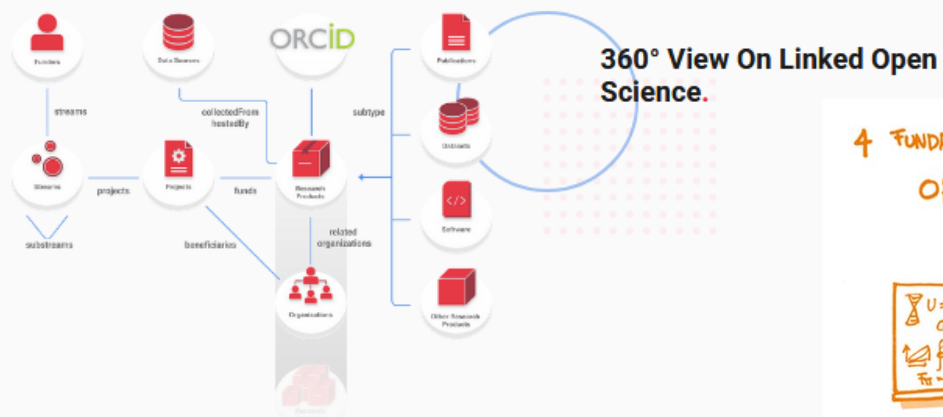 ORCID
Funders
Data Sources
Publications
360° View On Linked Open
Science.
streams
collectedFrom
hostedBy
subtype
4 FUND
Datasets
Streams
projects
Projects
funds
Research
Products
Software
substreams
beneficiaries
related
organizations
Organizations
Other Research
Products
U=